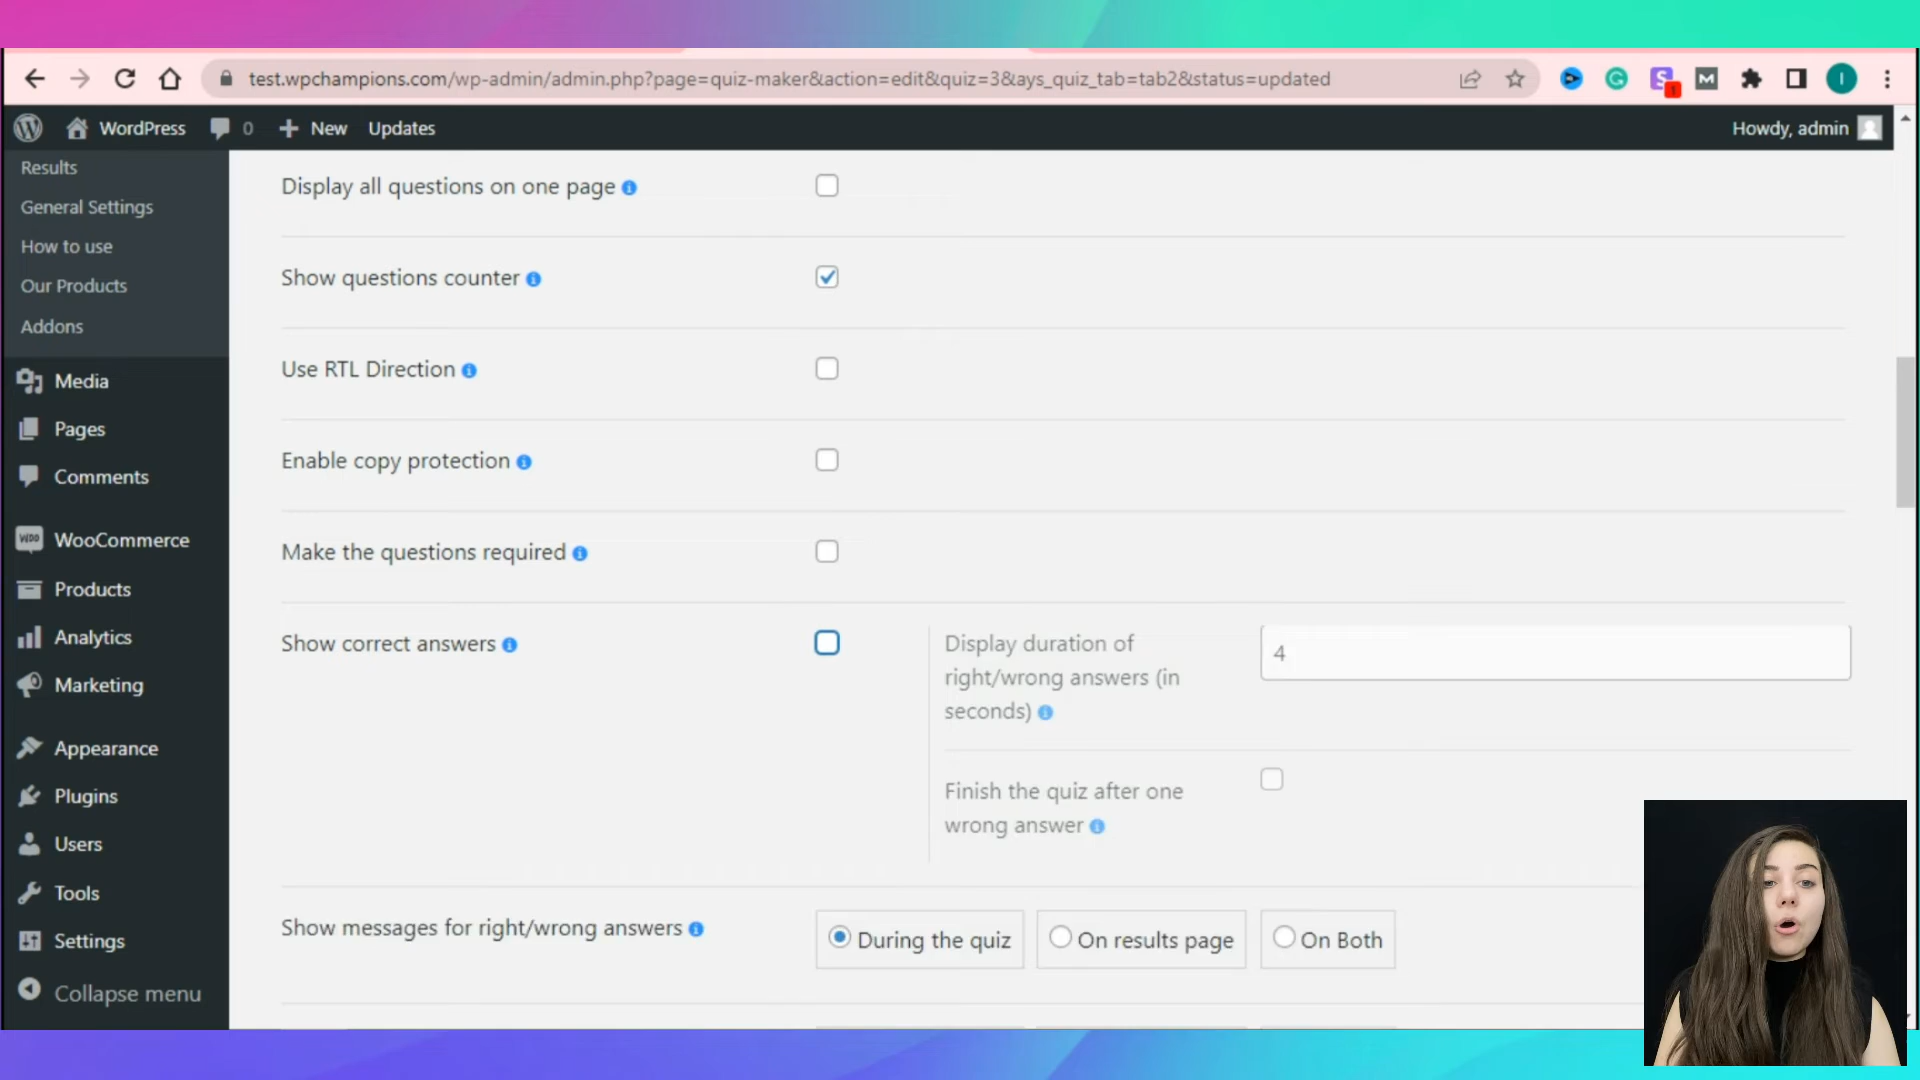 test.wpchampions.com/wp-admin/admin.php?page=quiz-maker&action=edit&quiz=3&ays_quiz_tab=tab2&status=updated
S 1 M I
WordPress 0 New Updates Howdy, admin
Results
General Settings
How to use
Our Products
Addons
Media
Pages
Comments
WooCommerce
Products
Analytics
Marketing
Appearance
Plugins
Users
Tools
Settings
Collapse menu
Display all questions on one page
Show questions counter
Use RTL Direction
Enable copy protection
Make the questions required
Show correct answers
Display duration of
right/wrong answers (in
seconds)
4
Finish the quiz after one
wrong answer
Show messages for right/wrong answers
During the quiz On results page On Both